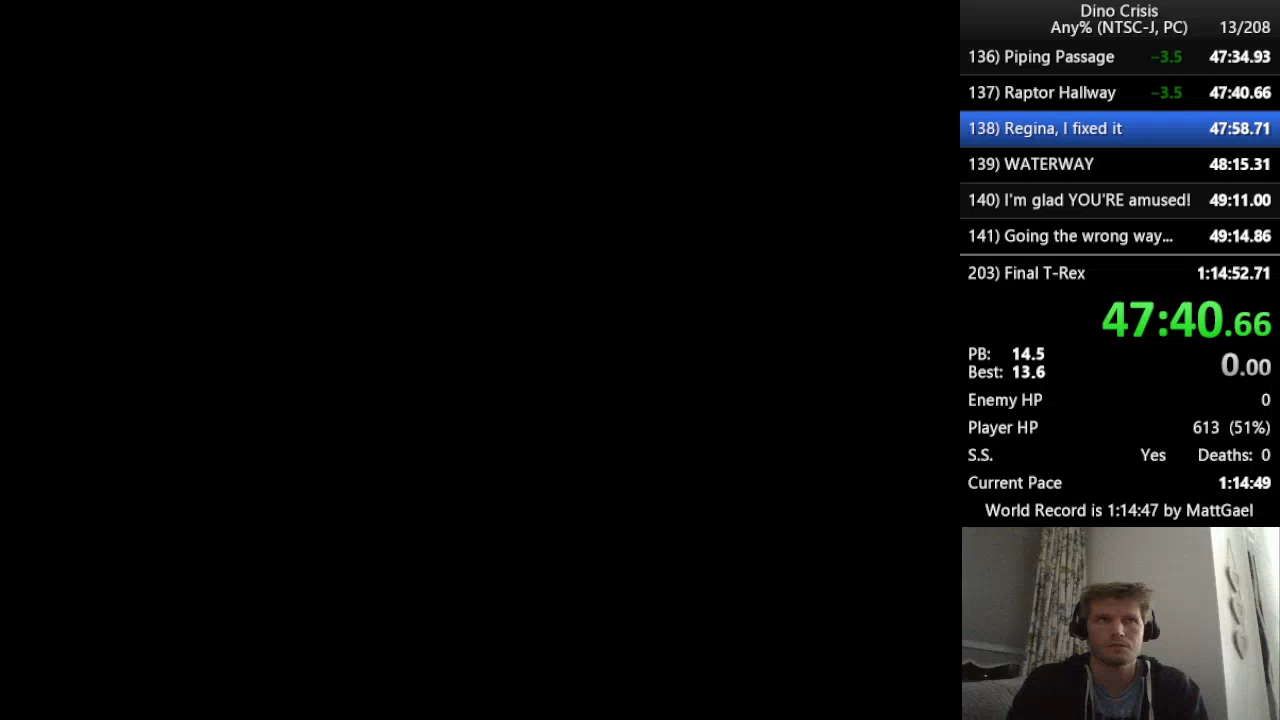 Dino Crisis
Any% (NTSC-J, PC) 13/208
136) Piping Passage −3.5 47:34.93
137) Raptor Hallway −3.5 47:40.66
138) Regina, I fixed it 47:58.71
139) WATERWAY 48:15.31
140) I'm glad YOU'RE amused! 49:11.00
141) Going the wrong way... 49:14.86
203) Final T-Rex 1:14:52.71
47:40.66
PB: 14.5
0.00
Best: 13.6
Enemy HP 0
Player HP 613 (51%)
S.S. Yes Deaths: 0
Current Pace 1:14:49
World Record is 1:14:47 by MattGael